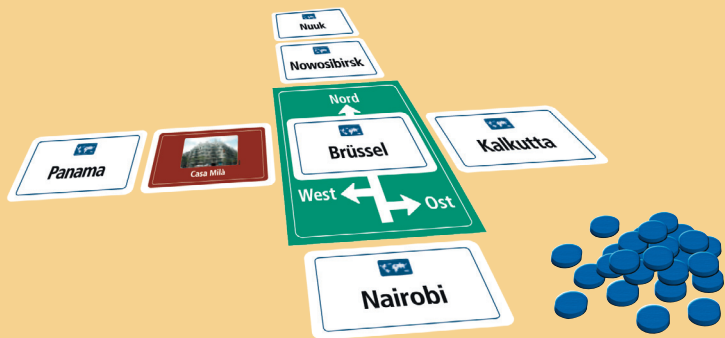 Nuuk
Nowosibirsk
Nord
Brüssel
Kalkutta
Panama
Casa Milà
West
Ost
Nairobi